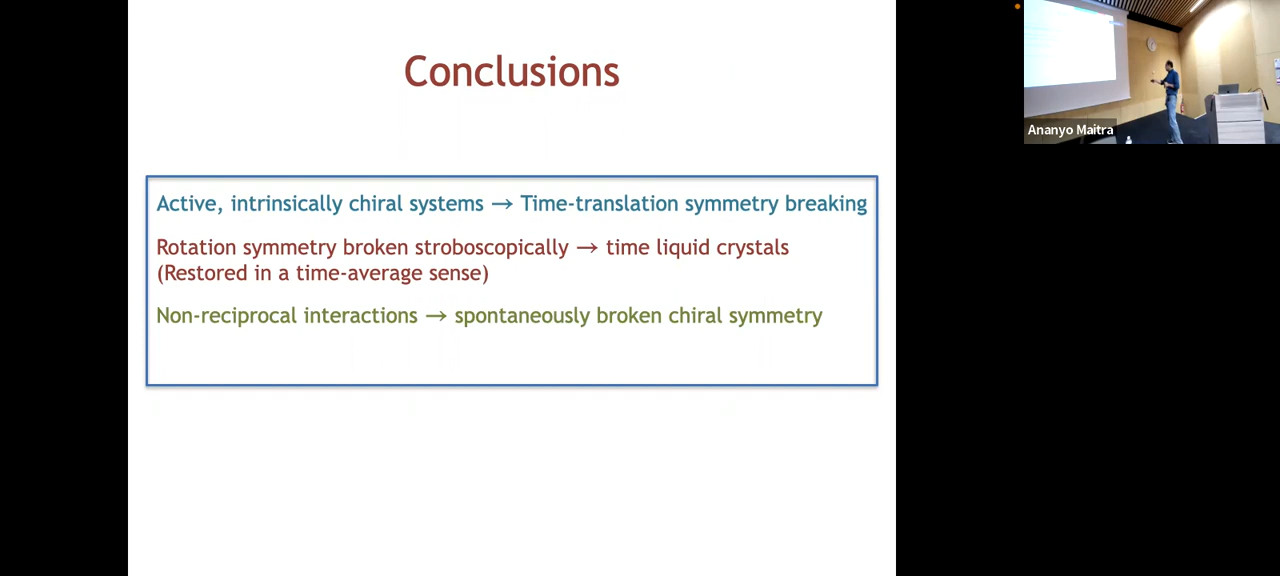 Conclusions
Active, intrinsically chiral systems → Time-translation symmetry breaking
Rotation symmetry broken stroboscopically → time liquid crystals
(Restored in a time-average sense)
Non-reciprocal interactions → spontaneously broken chiral symmetry
Ananyo Maitra